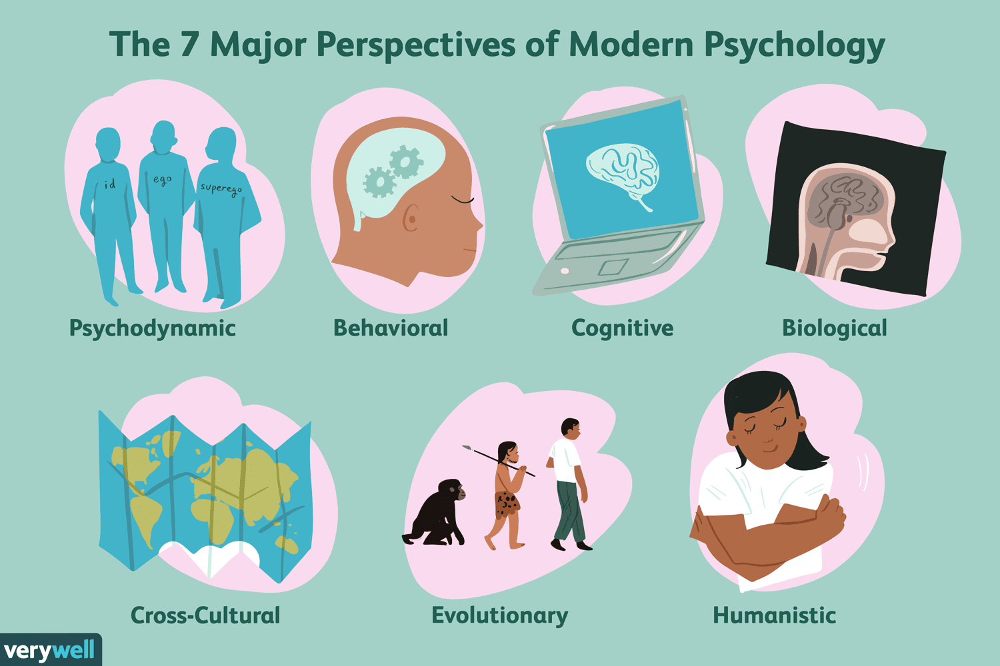 The 7 Major Perspectives of Modern Psychology
id
ego
superego
Psychodynamic
Behavioral
Cognitive
Biological
Cross-Cultural
Evolutionary
Humanistic
verywell